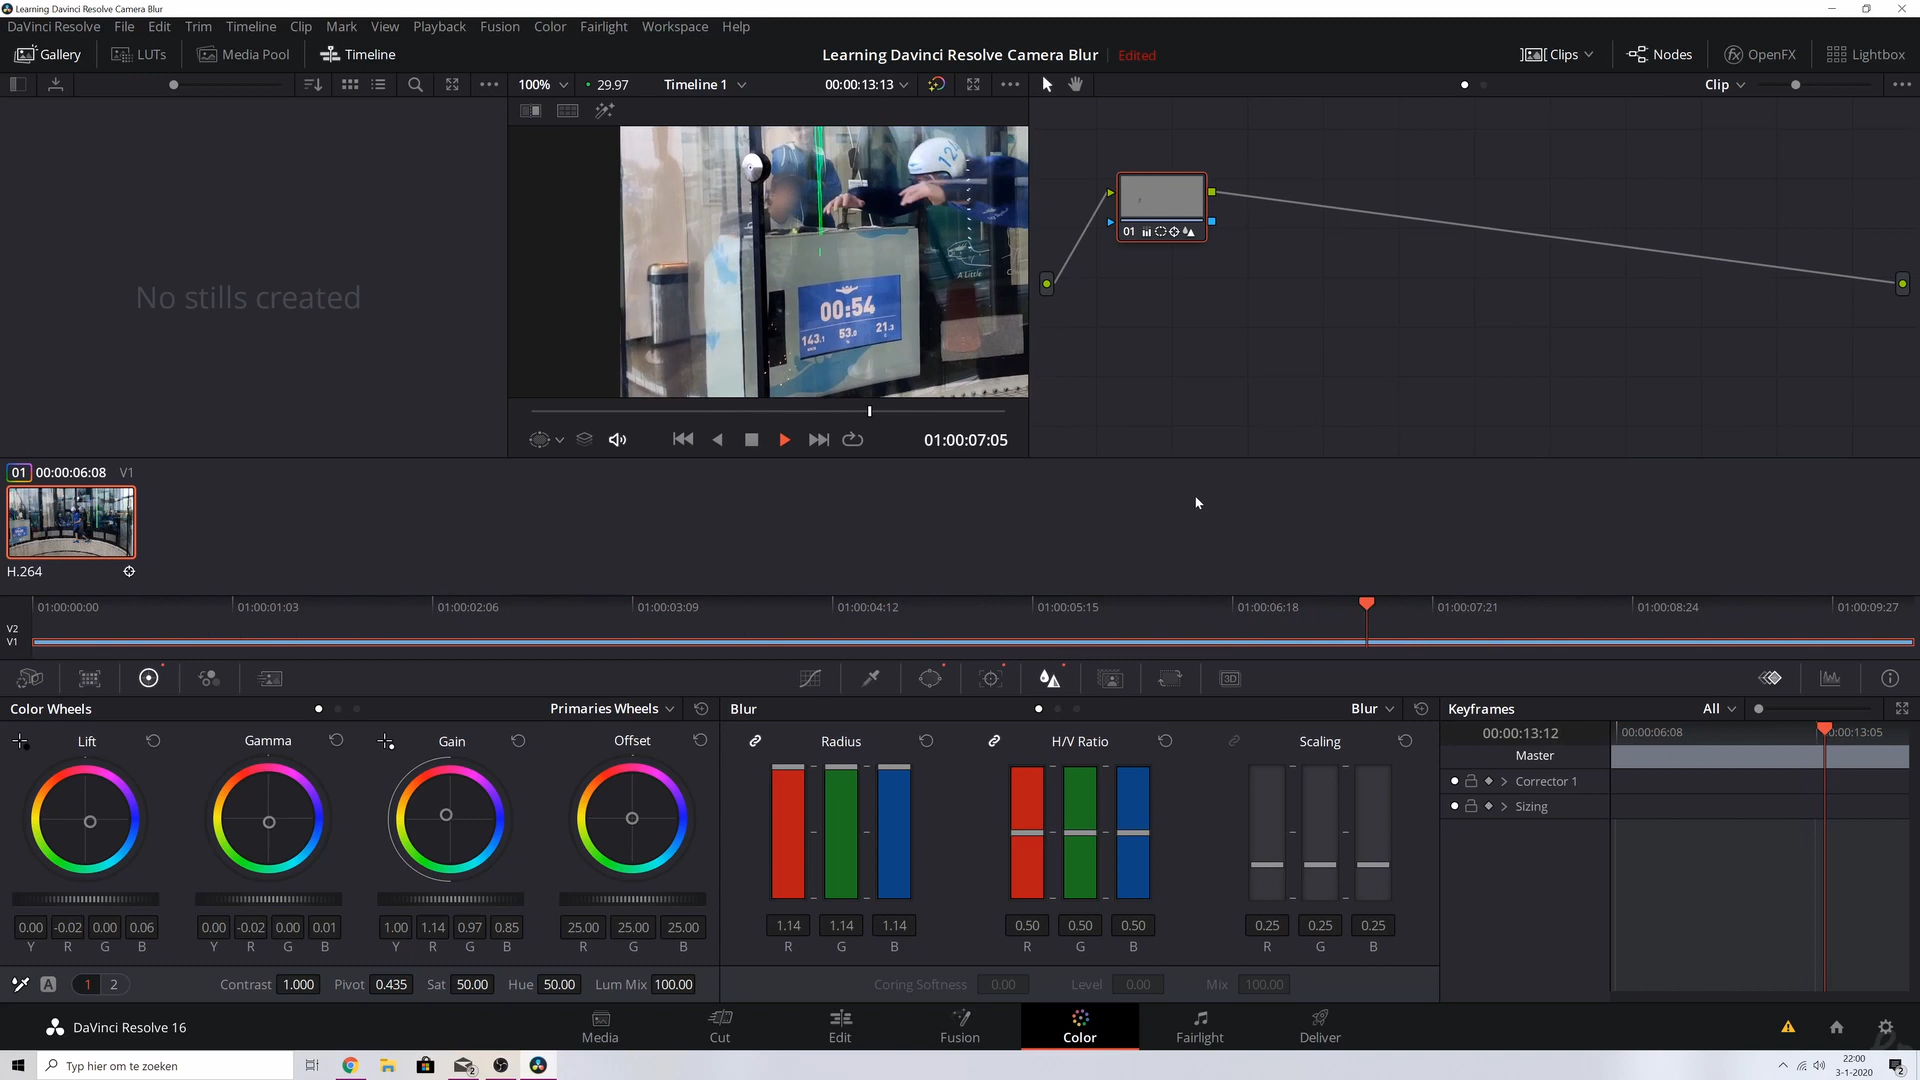 Learning Davinci Resolve Camera Blur
DaVinci Resolve File Edit Trim Timeline Clip Mark View Playback Fusion Color Fairlight Workspace Help
Gallery LUTs Media Pool Timeline Learning Davinci Resolve Camera Blur Edited Clips Nodes OpenFX Lightbox
100% 29.97 Timeline 1 00:00:13:13 Clip
No stills created
124
A Little
00:54
143.1 53.0 21.3
01
01:00:07:05
01 00:00:06:08 V1
H.264
01:00:00:00 01:00:01:03 01:00:02:06 01:00:03:09 01:00:04:12 01:00:05:15 01:00:06:18 01:00:07:21 01:00:08:24 01:00:09:27
V2
V1
3D
Color Wheels Primaries Wheels Blur Blur Keyframes All
Lift Gamma Gain Offset Radius H/V Ratio Scaling
00:00:13:12 00:00:06:08 0:00:13:05
Master
Corrector 1
Sizing
0.00 -0.02 0.00 0.06 0.00 -0.02 0.00 0.01 1.00 1.14 0.97 0.85 25.00 25.00 25.00 1.14 1.14 1.14 0.50 0.50 0.50 0.25 0.25 0.25
Y R G B Y R G B Y R G B R G B R G B R G B R G B
A 1 2 Contrast 1.000 Pivot 0.435 Sat 50.00 Hue 50.00 Lum Mix 100.00 Coring Softness 0.00 Level 0.00 Mix 100.00
DaVinci Resolve 16 Media Cut Edit Fusion Color Fairlight Deliver
Typ hier om te zoeken 2 22:00
3-1-2020 2